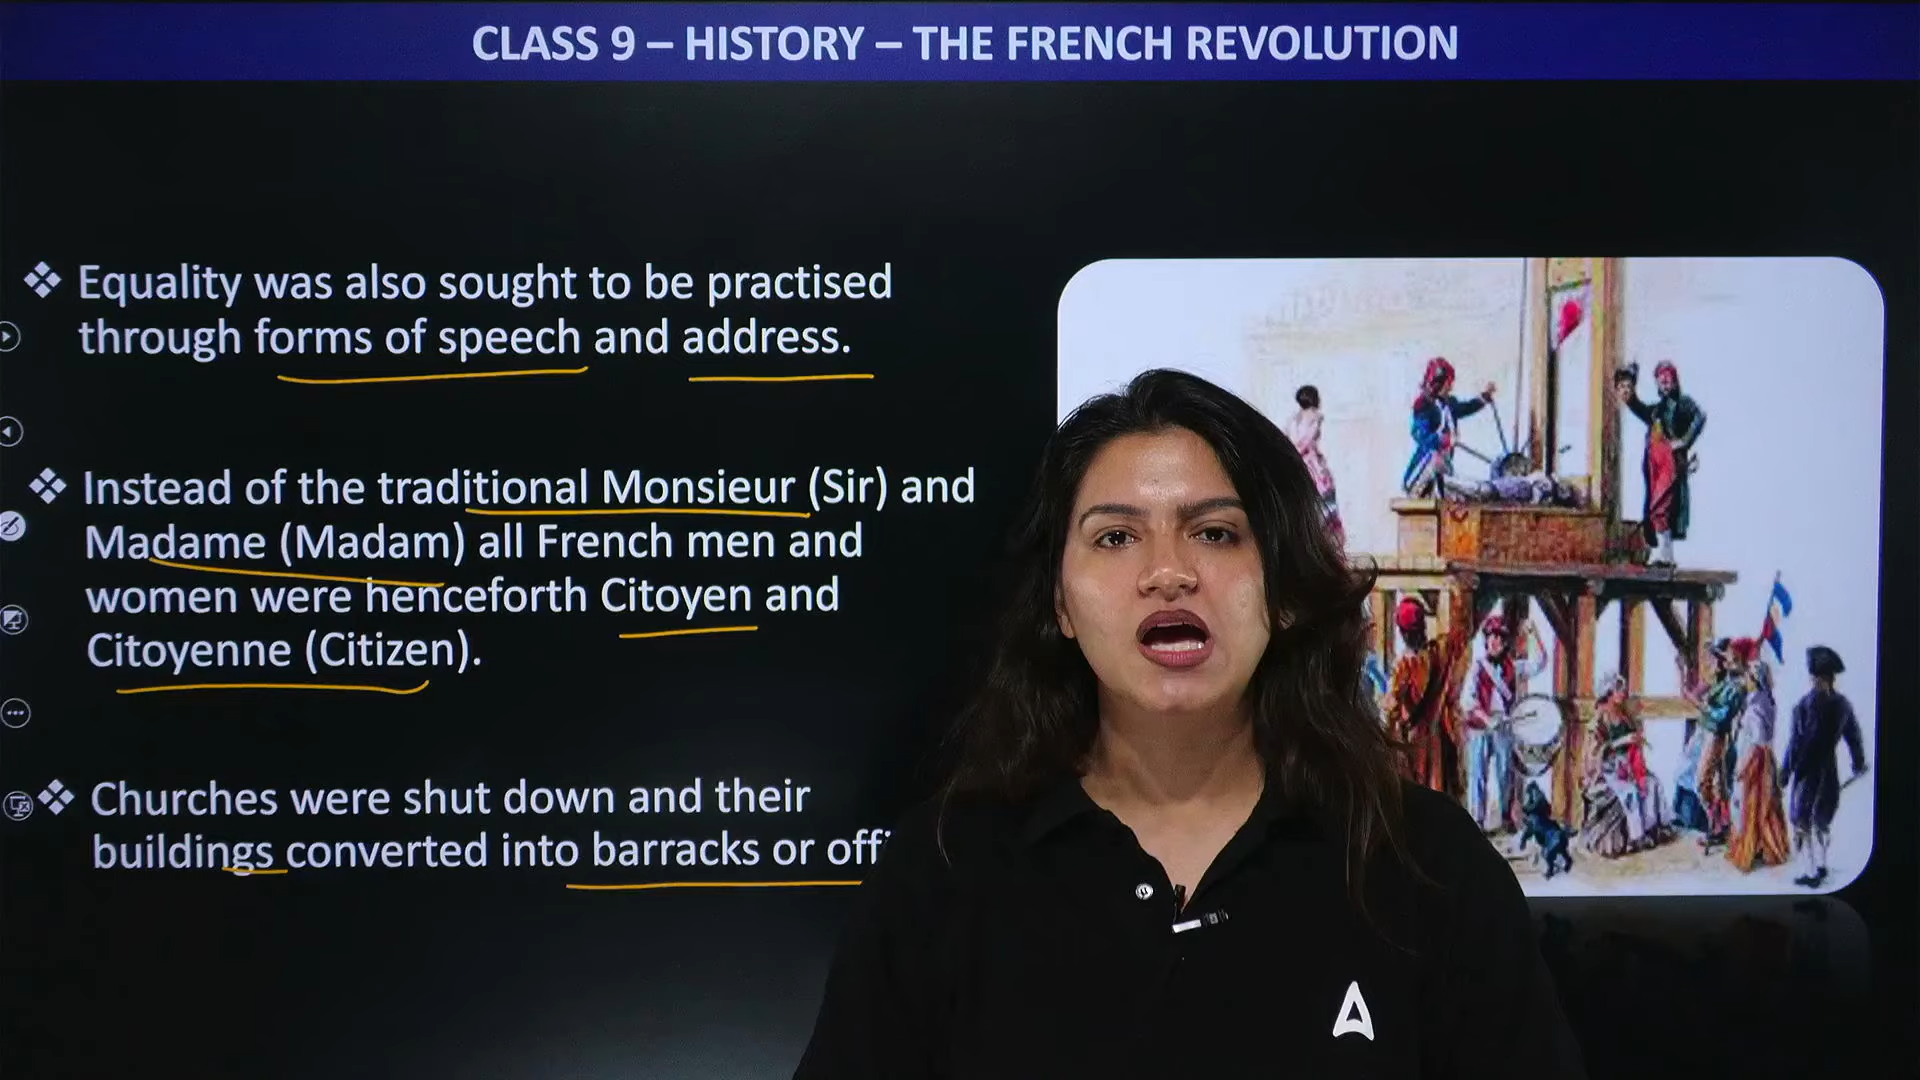 CLASS 9 – HISTORY – THE FRENCH REVOLUTION
❖ Equality was also sought to be practised
through forms of speech and address.
❖ Instead of the traditional Monsieur (Sir) and
Madame (Madam) all French men and
women were henceforth Citoyen and
Citoyenne (Citizen).
❖ Churches were shut down and their
buildings converted into barracks or